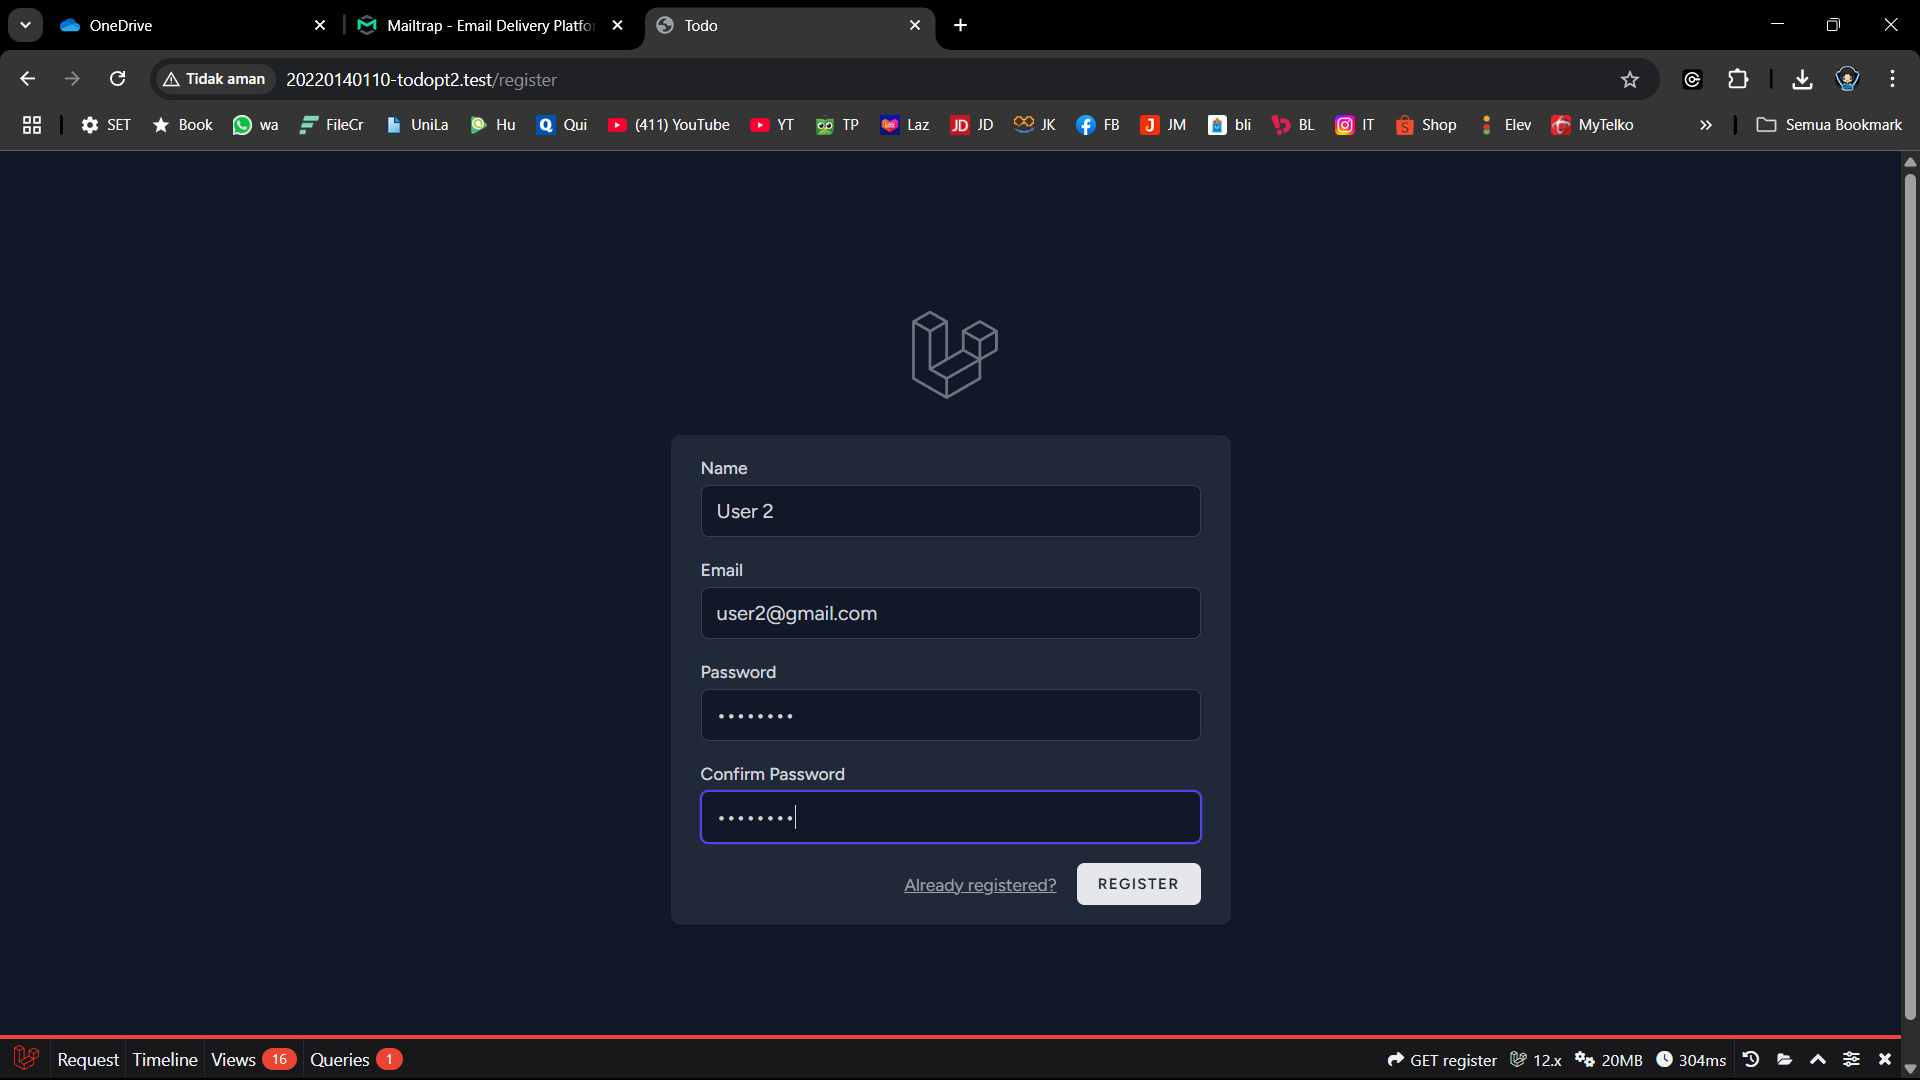 OneDrive
Mailtrap - Email Delivery Platfo
Todo
Tidak aman
20220140110-todopt2.test/register
SET
Book
wa
FileCr
UniLa
Hu
Qui
(411) YouTube
YT
TP
Laz
JD
JK
FB
JM
bli
BL
IT
Shop
Elev
MyTelko
Semua Bookmark
Name
User 2
Email
user2@gmail.com
Password
••••••••
Confirm Password
••••••••
Already registered?
REGISTER
Request
Timeline
Views 16
Queries 1
GET register
12.x
20MB
304ms